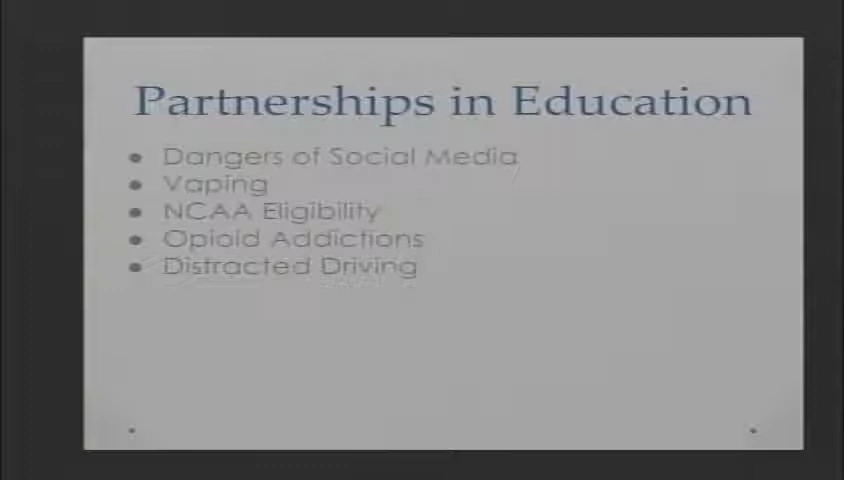 Partnerships in Education
• Dangers of Social Media
• Vaping
• NCAA Eligibility
• Opioid Addictions
• Distracted Driving